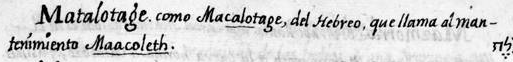 Matalotage. como Macalotage, del Hebreo, que llama al man-
tenimiento Maacoleth.